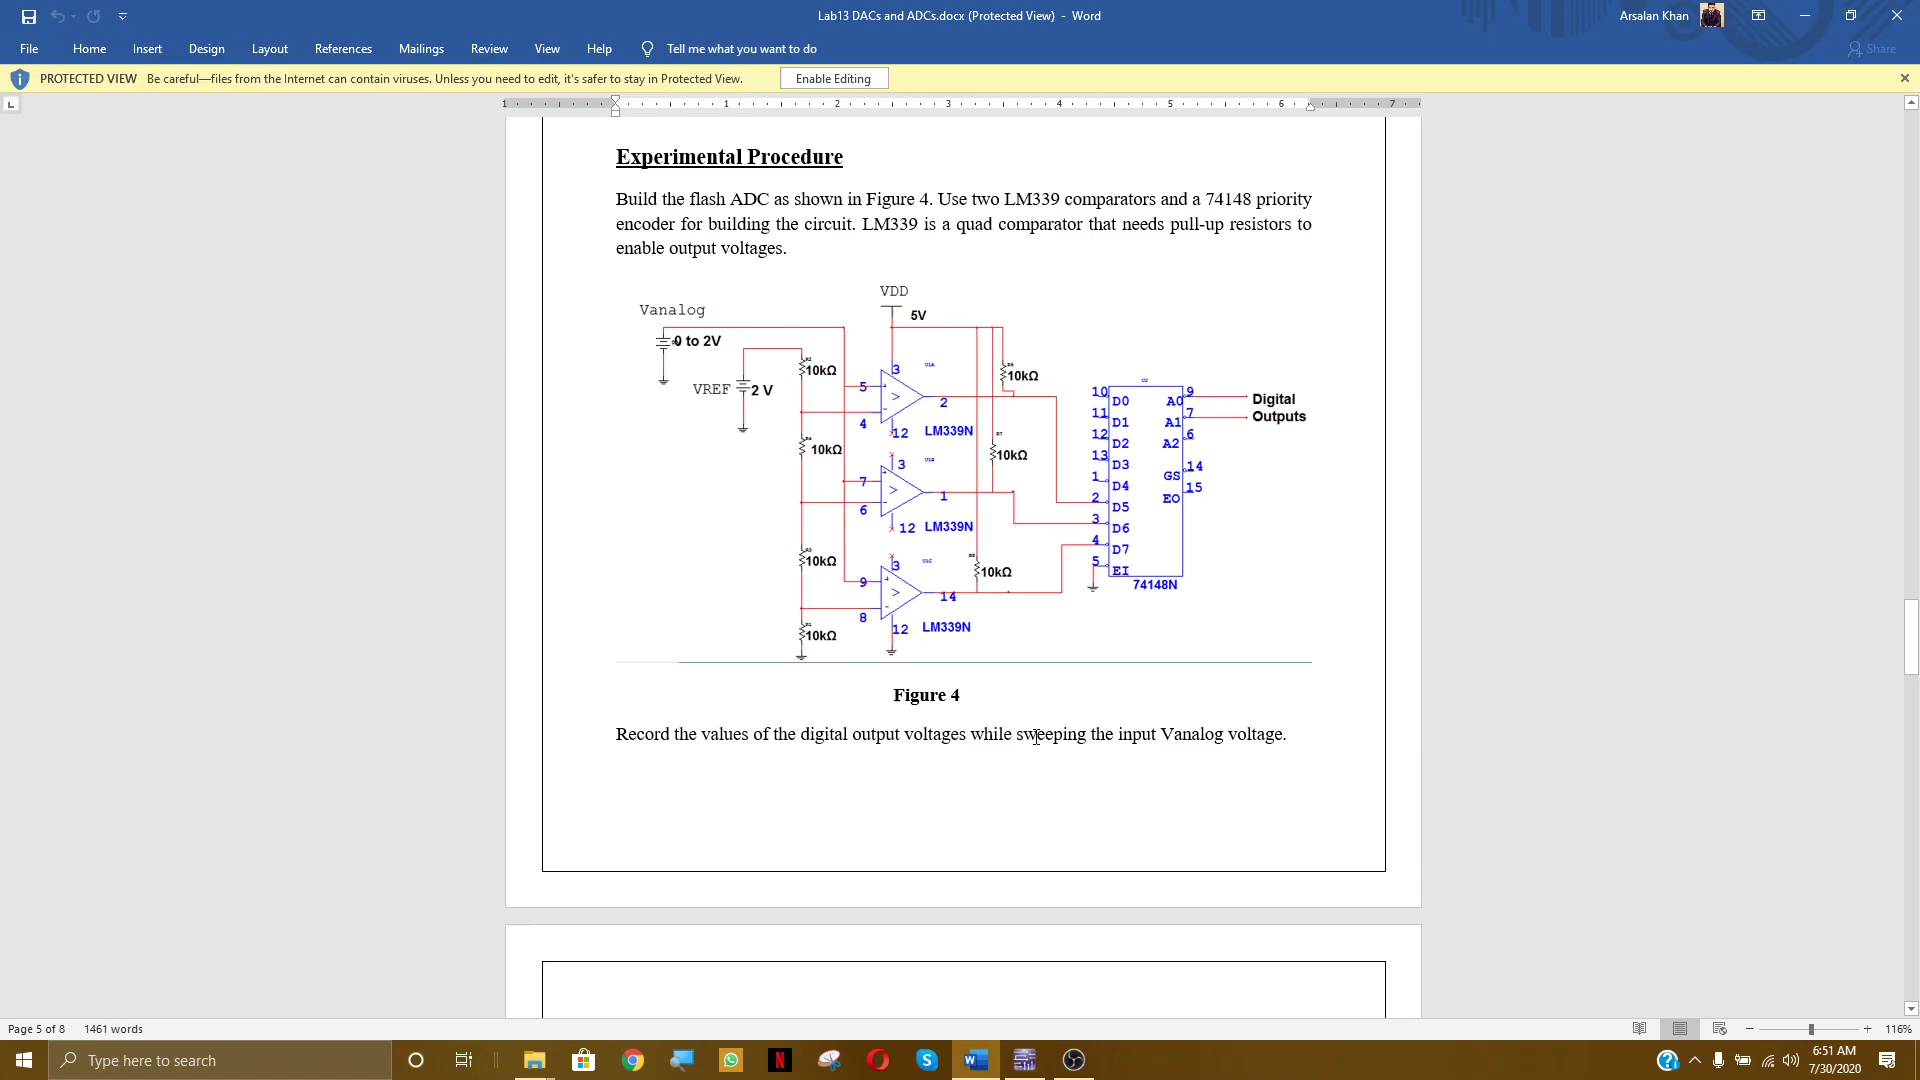 Lab13 DACs and ADCs.docx (Protected View) - Word
Arsalan Khan
File Home Insert Design Layout References Mailings Review View Help Tell me what you want to do
Share
PROTECTED VIEW Be careful—files from the Internet can contain viruses. Unless you need to edit, it's safer to stay in Protected View.
Enable Editing
1 1 2 3 4 5 6 7
Experimental Procedure
Build the flash ADC as shown in Figure 4. Use two LM339 comparators and a 74148 priority
encoder for building the circuit. LM339 is a quad comparator that needs pull-up resistors to
enable output voltages.
VDD
5V
Vanalog
0 to 2V
VREF 2 V
10kΩ
10kΩ
10kΩ
10kΩ
3
5
4
2
12 LM339N
3
7
6
1
12 LM339N
3
9
8
14
12 LM339N
10kΩ
10kΩ
10kΩ
10 D0 A0 9
11 D1 A1 7
12 D2 A2 6
13 D3
1 D4 GS 14
2 D5 EO 15
3 D6
4 D7
5 EI
74148N
Digital
Outputs
Figure 4
Record the values of the digital output voltages while sweeping the input Vanalog voltage.
Page 5 of 8 1461 words
116%
Type here to search
6:51 AM
7/30/2020